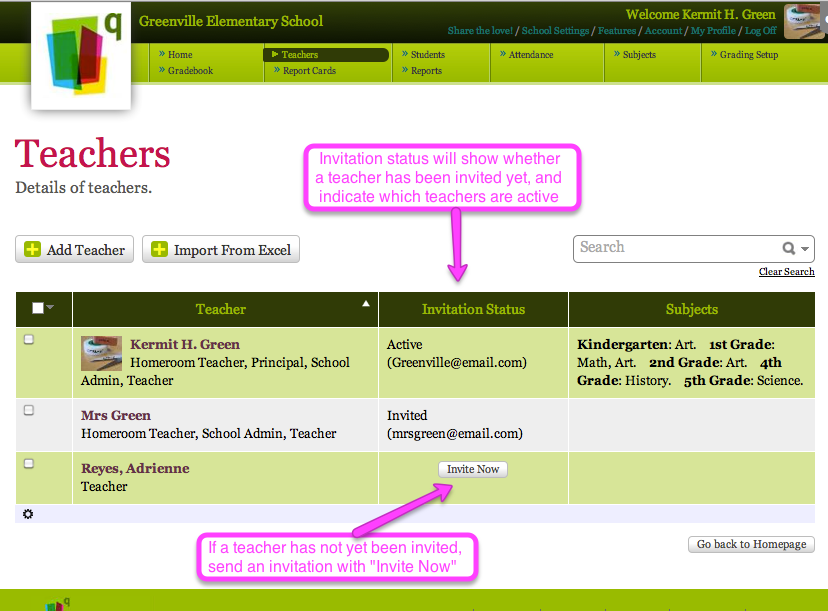 q
Greenville Elementary School
Welcome Kermit H. Green
Share the love! / School Settings / Features / Account / My Profile / Log Off
» Home
▶ Teachers
» Students
» Attendance
» Subjects
» Grading Setup
» Gradebook
» Report Cards
» Reports
Teachers
Details of teachers.
Invitation status will show whether
a teacher has been invited yet, and
indicate which teachers are active
Add Teacher
Import From Excel
Search
Clear Search
Teacher
Invitation Status
Subjects
Kermit H. Green
Homeroom Teacher, Principal, School
Admin, Teacher
Active
(Greenville@email.com)
Kindergarten: Art. 1st Grade:
Math, Art. 2nd Grade: Art. 4th
Grade: History. 5th Grade: Science.
Mrs Green
Homeroom Teacher, School Admin, Teacher
Invited
(mrsgreen@email.com)
Reyes, Adrienne
Teacher
Invite Now
If a teacher has not yet been invited,
send an invitation with "Invite Now"
Go back to Homepage
q